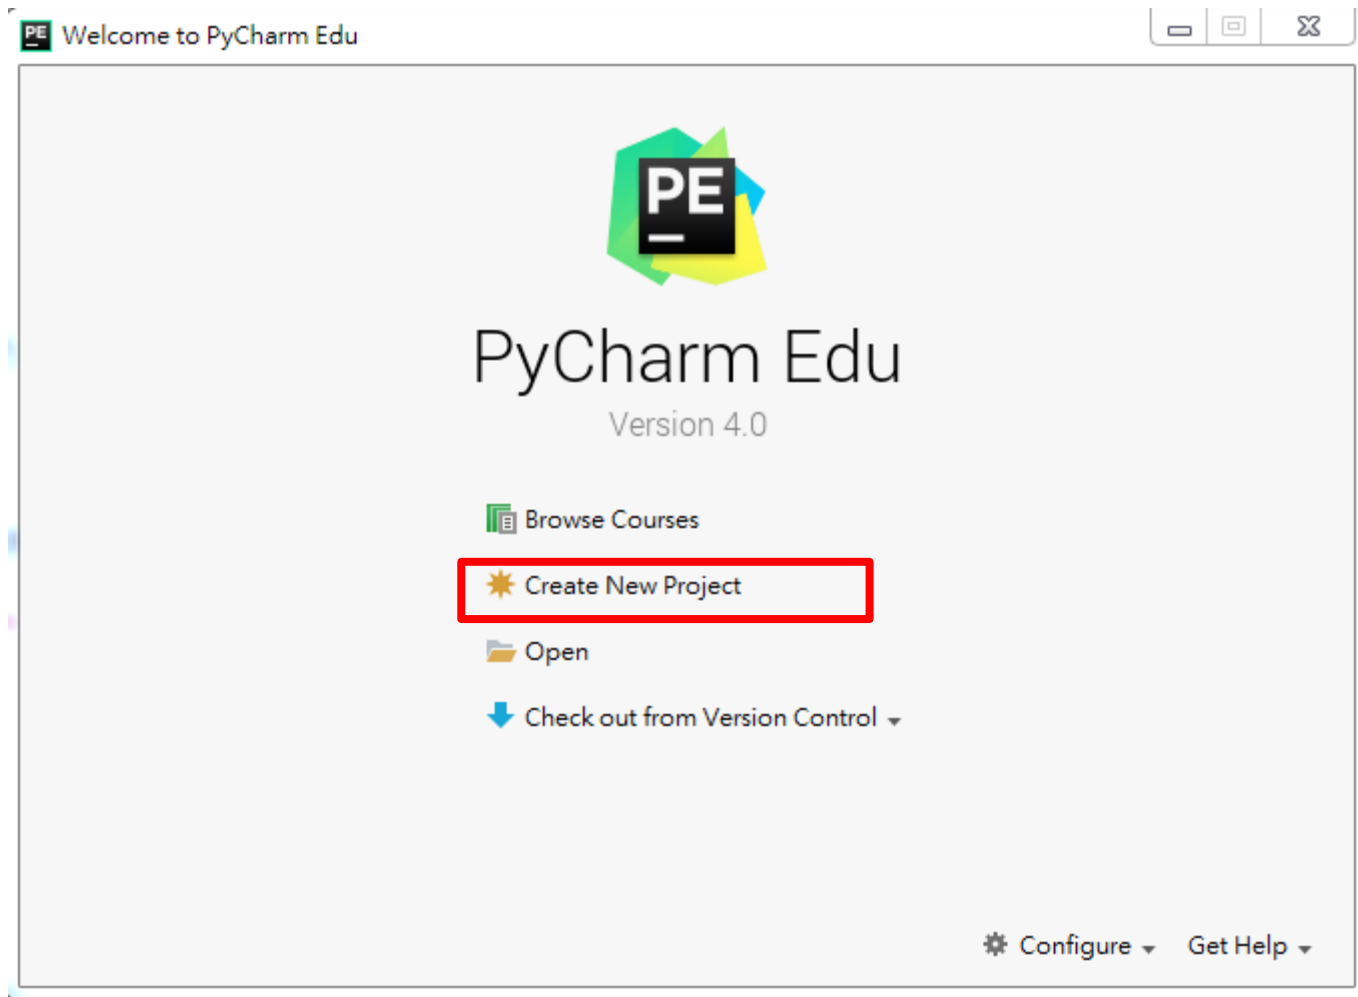 PE Welcome to PyCharm Edu
PE
PyCharm Edu
Version 4.0
Browse Courses
Create New Project
Open
Check out from Version Control
Configure Get Help